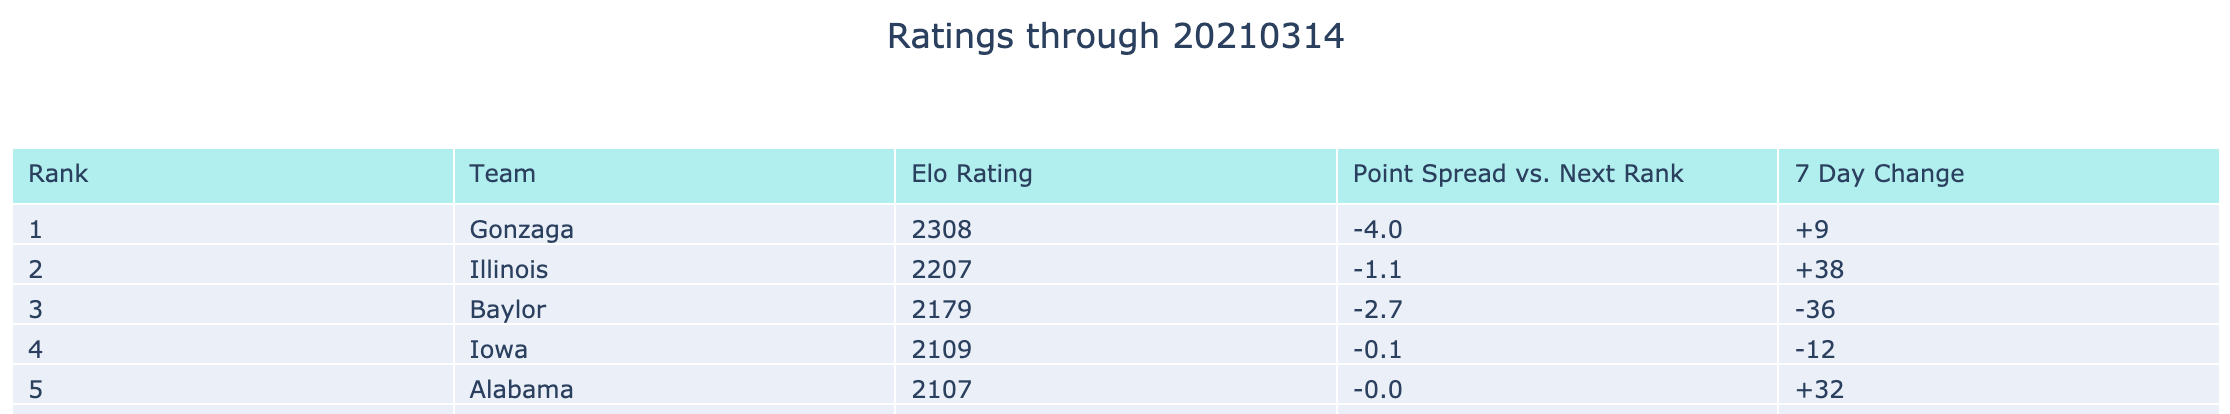 Ratings through 20210314
Rank Team Elo Rating Point Spread vs. Next Rank 7 Day Change
1 Gonzaga 2308 -4.0 +9
2 Illinois 2207 -1.1 +38
3 Baylor 2179 -2.7 -36
4 Iowa 2109 -0.1 -12
5 Alabama 2107 -0.0 +32